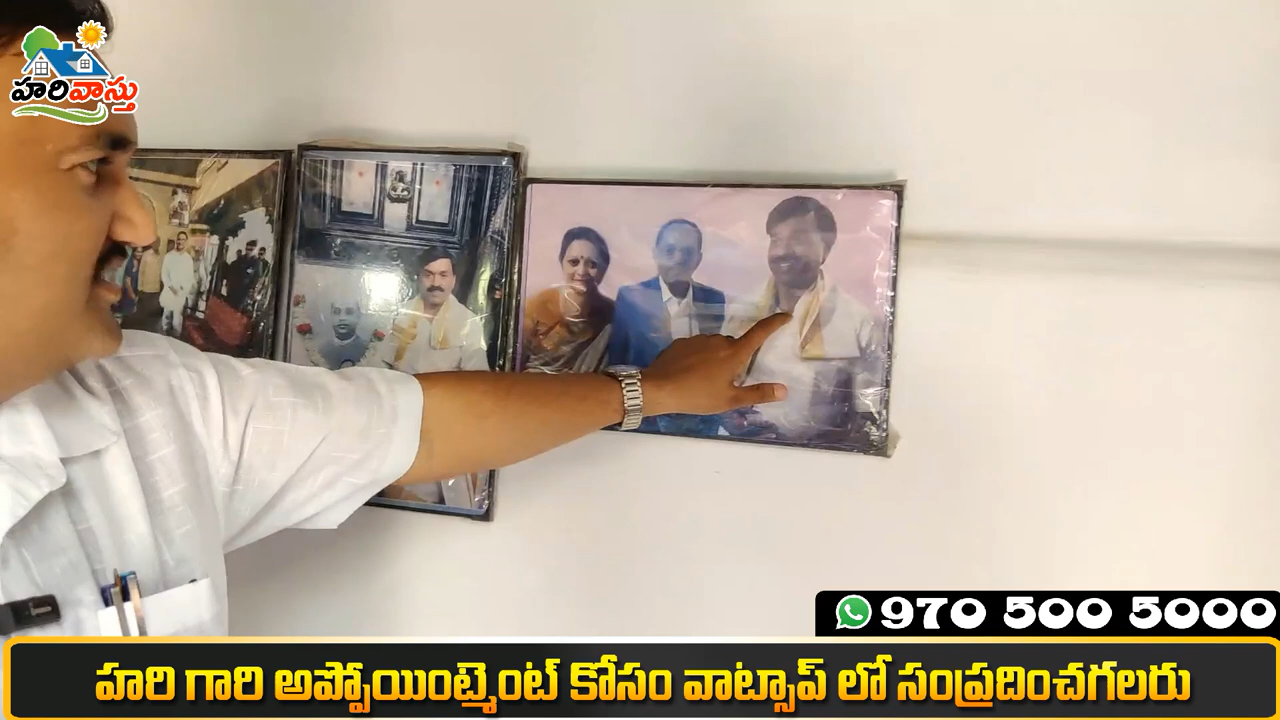 హరివాస్తు
970 500 5000
హరి గారి అప్పోయింట్మెంట్ కోసం వాట్సాప్ లో సంప్రదించగలరు